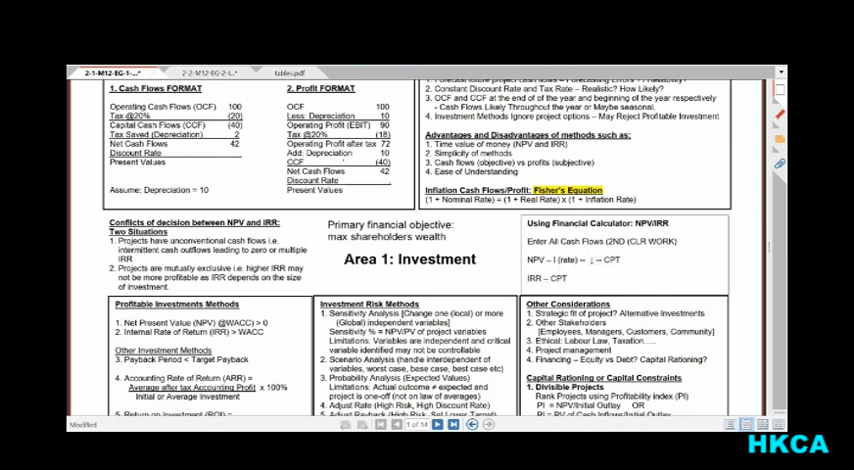 2-1-M12-EG-1-...*
2-2-M12-EG-2-I...*
tables.pdf
1. Cash Flows FORMAT
Operating Cash Flows (OCF) 100
Tax @20% (20)
Capital Cash Flows (CCF) (40)
Tax Saved (Depreciation) 2
Net Cash Flows 42
Discount Rate
Present Values
Assume: Depreciation = 10
2. Profit FORMAT
OCF 100
Less: Depreciation 10
Operating Profit (EBIT) 90
Tax @20% (18)
Operating Profit after tax 72
Add: Depreciation 10
CCF (40)
Net Cash Flows 42
Discount Rate
Present Values
2. Constant Discount Rate and Tax Rate – Realistic? How Likely?
3. OCF and CCF at the end of the year and beginning of the year respectively
- Cash Flows Likely Throughout the year or Maybe seasonal.
4. Investment Methods Ignore project options – May Reject Profitable Investment
Advantages and Disadvantages of methods such as:
1. Time value of money (NPV and IRR)
2. Simplicity of methods
3. Cash flows (objective) vs profits (subjective)
4. Ease of Understanding
Inflation Cash Flows/Profit: Fisher's Equation
(1 + Nominal Rate) = (1 + Real Rate) x (1 + Inflation Rate)
Conflicts of decision between NPV and IRR:
Two Situations
1. Projects have unconventional cash flows i.e.
intermittent cash outflows leading to zero or multiple
IRR
2. Projects are mutually exclusive i.e. higher IRR may
not be more profitable as IRR depends on the size
of investment.
Primary financial objective:
max shareholders wealth
Area 1: Investment
Using Financial Calculator: NPV/IRR
Enter All Cash Flows (2ND (CLR WORK)
NPV – I (rate) -- ↓ -- CPT
IRR – CPT
Profitable Investments Methods
1. Net Present Value (NPV) @WACC) > 0
2. Internal Rate of Return (IRR) > WACC
Other Investment Methods
3. Payback Period < Target Payback
4. Accounting Rate of Return (ARR) =
Average after tax Accounting Profit x 100%
Initial or Average Investment
5. Return on Investment (ROI) =
Investment Risk Methods
1. Sensitivity Analysis [Change one (local) or more
(Global) independent variables]
Sensitivity % = NPV/PV of project variables
Limitations: Variables are independent and critical
variable identified may not be controllable
2. Scenario Analysis (handle interdependent of
variables, worst case, base case, best case etc)
3. Probability Analysis (Expected Values)
Limitations: Actual outcome ≠ expected and
project is one-off (not on law of averages)
4. Adjust Rate (High Risk, High Discount Rate)
5. Adjust Payback (High Risk, Set Lower Target)
Other Considerations
1. Strategic fit of project? Alternative Investments
2. Other Stakeholders
[Employees, Managers, Customers, Community]
3. Ethical: Labour Law, Taxation.....
4. Project management
4. Financing – Equity vs Debt? Capital Rationing?
Capital Rationing or Capital Constraints
1. Divisible Projects
Rank Projects using Profitability index (PI)
PI = NPV/Initial Outlay OR
PI = PV of Cash Inflows/Initial Outlay
Modified
1 of 14
HKCA